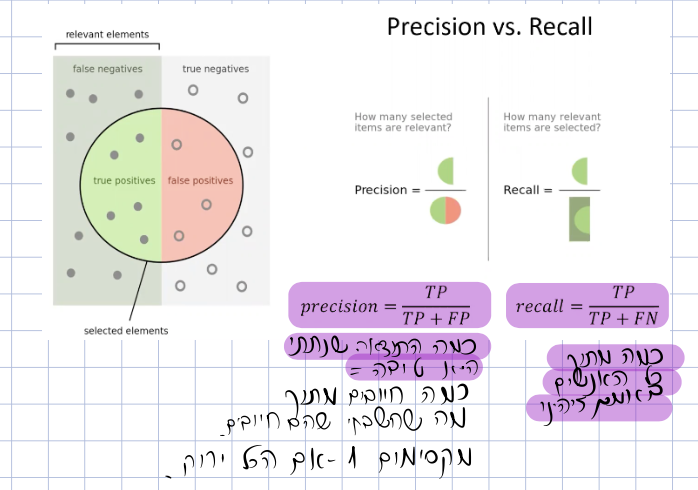 Precision vs. Recall
relevant elements
false negatives
true negatives
true positives
false positives
selected elements
How many selected
items are relevant?
Precision =
How many relevant
items are selected?
Recall =
precision = TP / TP + FP
recall = TP / TP + FN
כמה התוצאה שנתתי
היא טובה =
כמה חיובים מתוך
מה שחשבתי שהם חיובים.
מקסימום 1 - אם הכל ירוק.
כמה מתוך
כל האנשים
באומת זיהינו